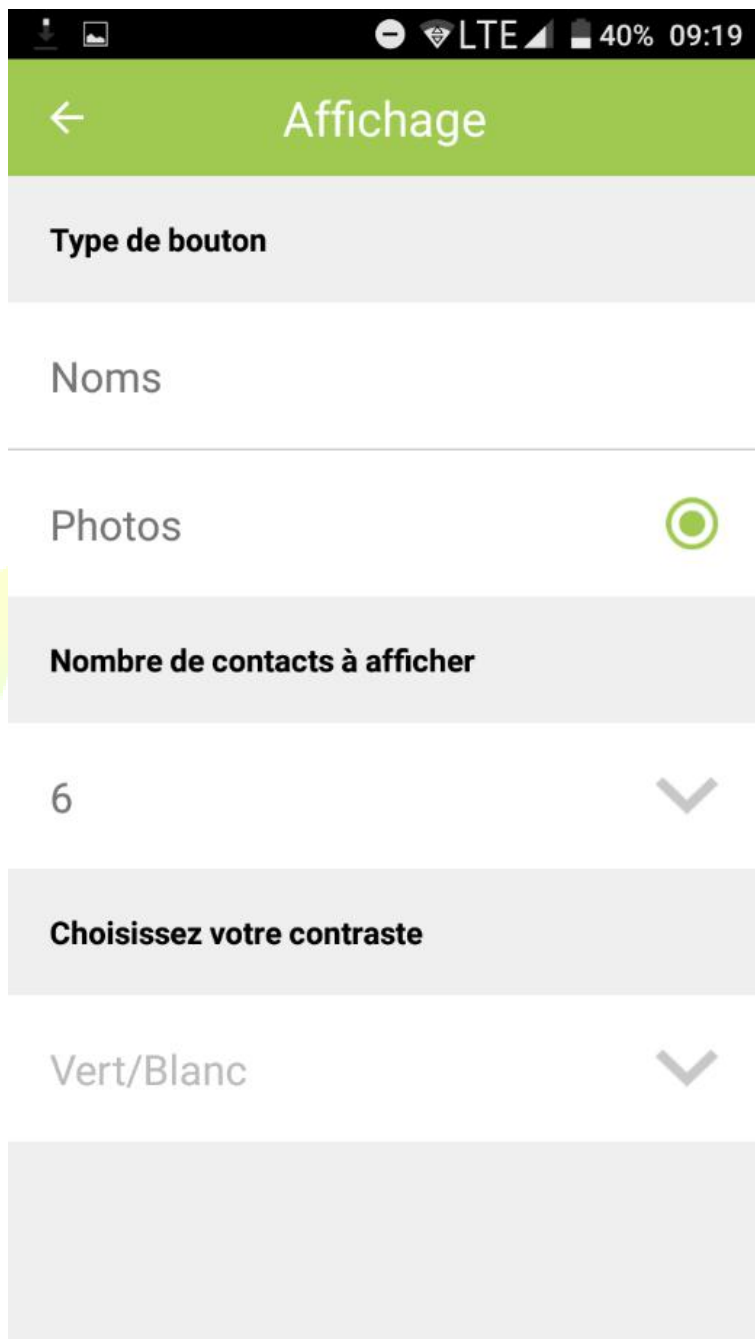 LTE 40% 09:19
Affichage
Type de bouton
Noms
Photos
Nombre de contacts à afficher
6
Choisissez votre contraste
Vert/Blanc